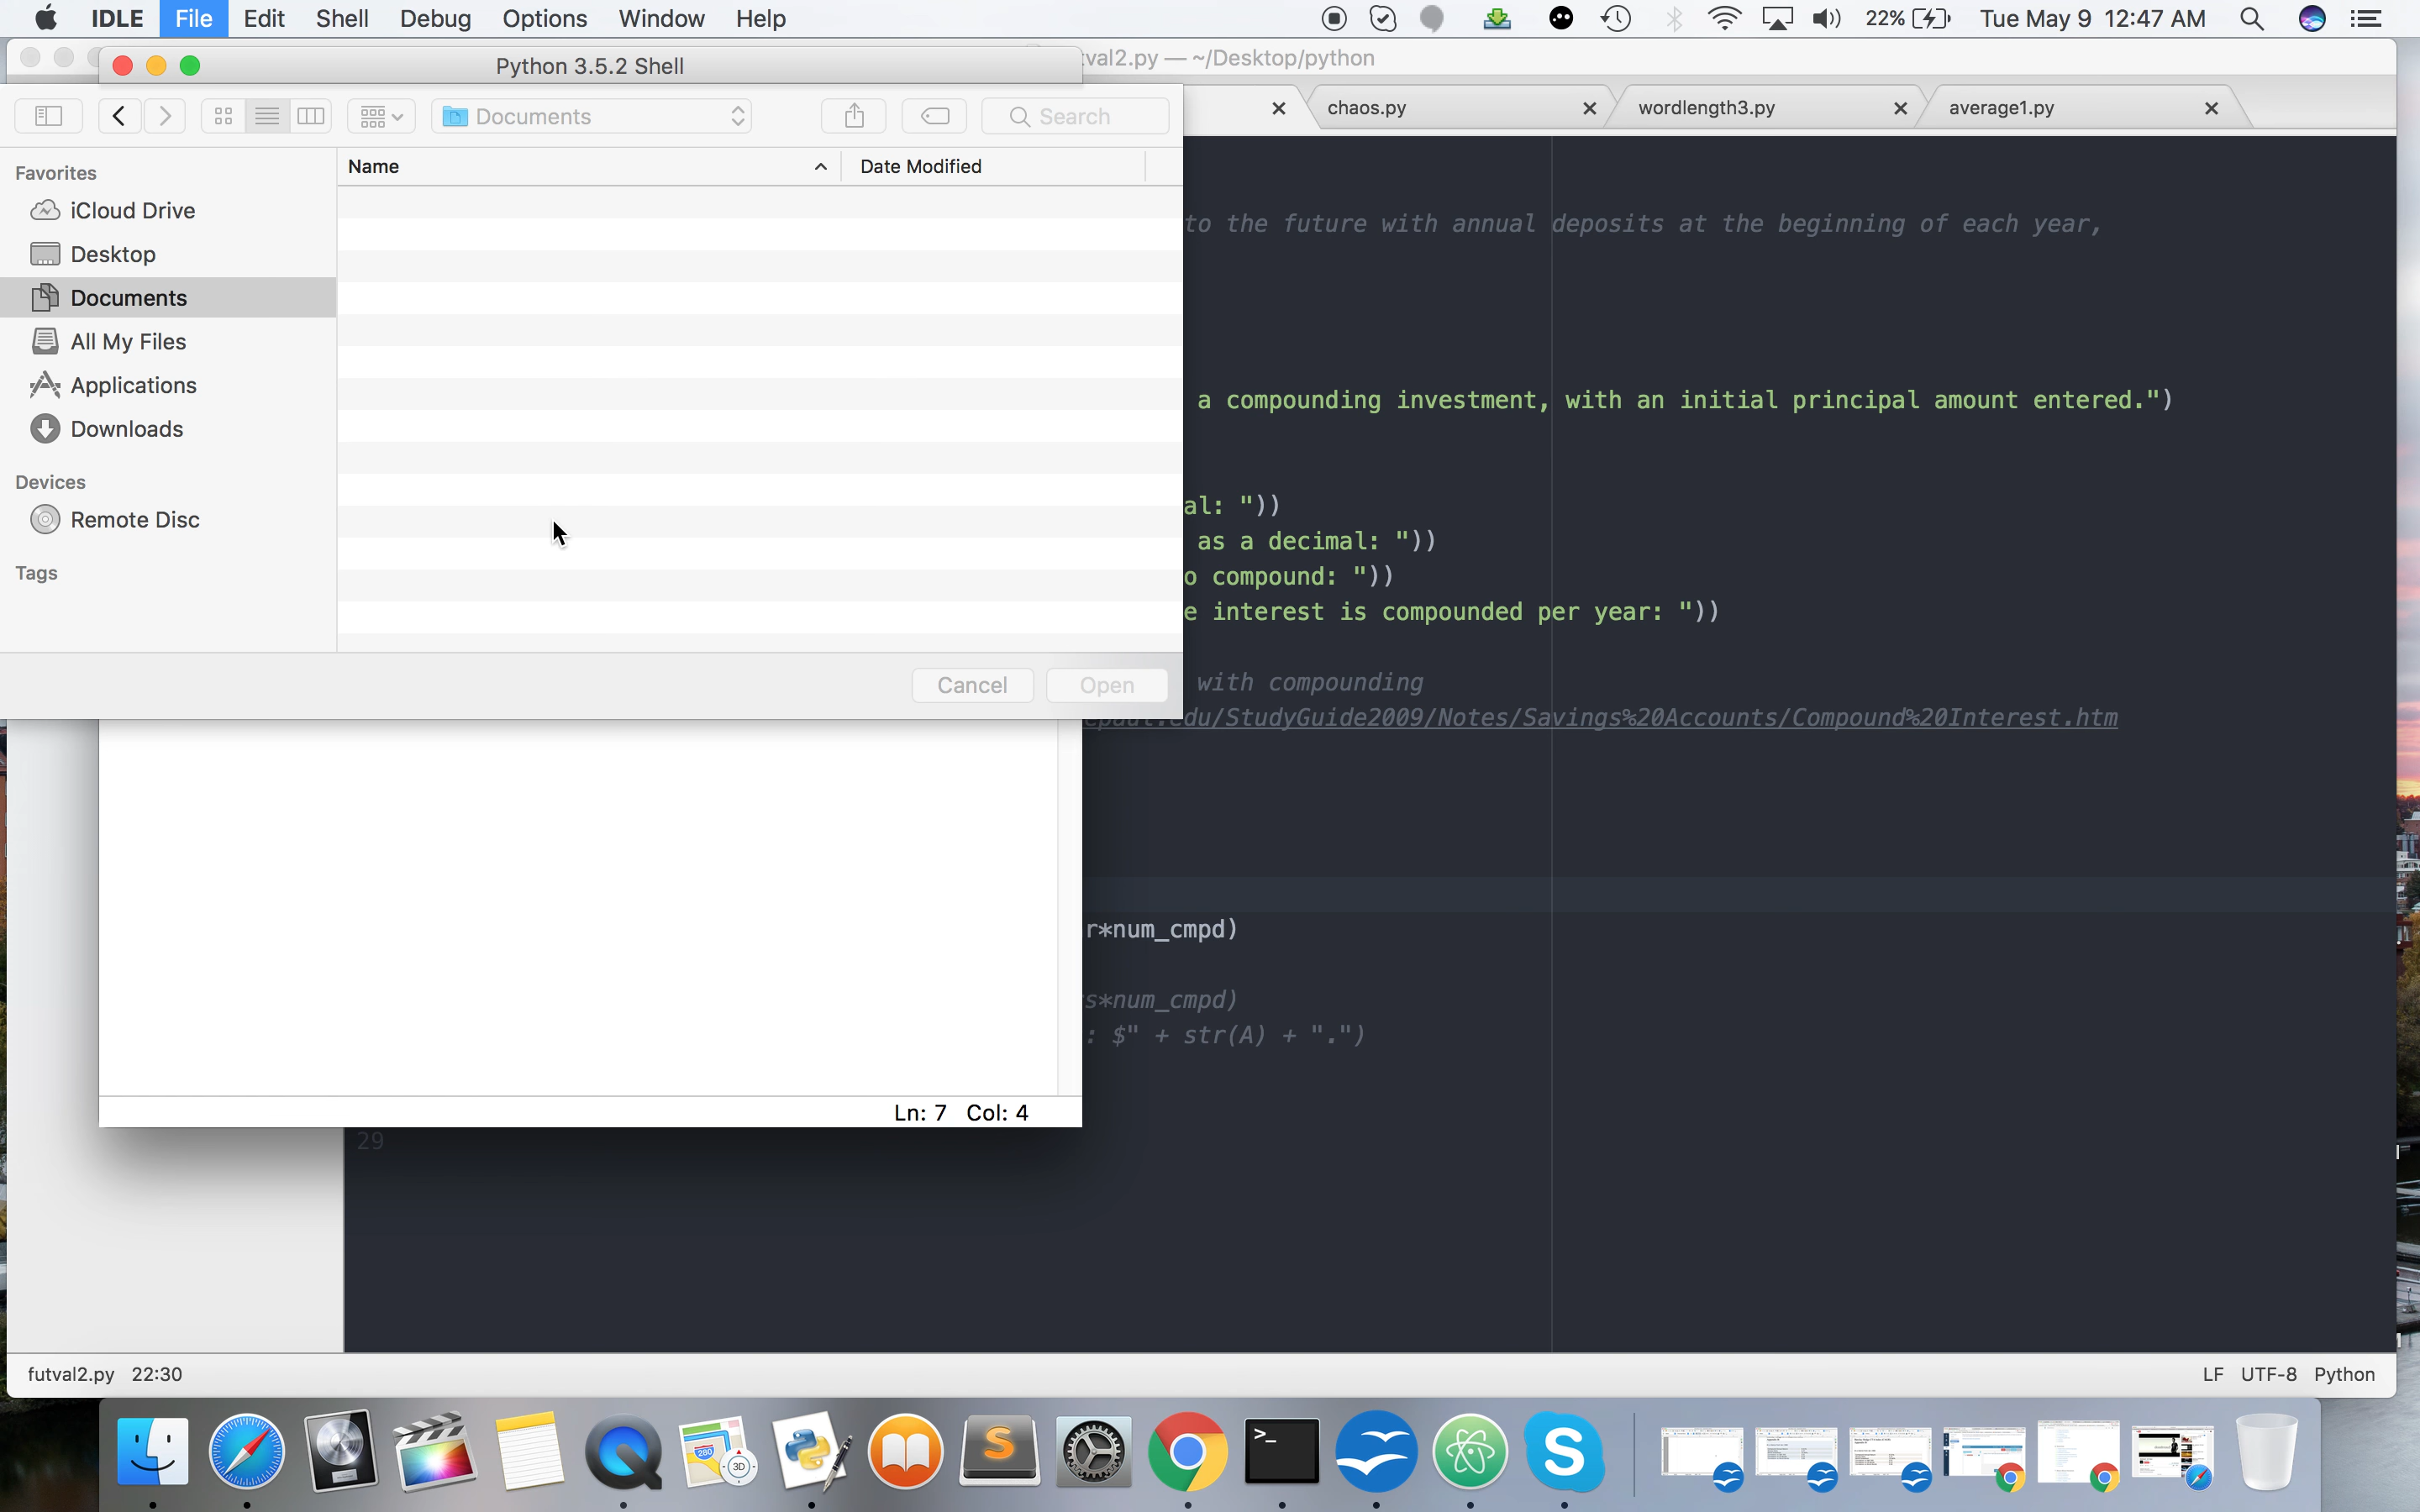 IDLE File Edit Shell Debug Options Window Help 22% Tue May 9 12:47 AM
val2.py — ~/Desktop/python
Python 3.5.2 Shell
Documents Search
chaos.py wordlength3.py average1.py
Name Date Modified
Favorites
iCloud Drive
Desktop
Documents
All My Files
Applications
Downloads
Devices
Remote Disc
Tags
Cancel Open
to the future with annual deposits at the beginning of each year,
a compounding investment, with an initial principal amount entered.")
al: "))
as a decimal: "))
o compound: "))
e interest is compounded per year: "))
with compounding
epaul.edu/StudyGuide2009/Notes/Savings%20Accounts/Compound%20Interest.htm
r*num_cmpd)
s*num_cmpd)
: $" + str(A) + ".")
Ln: 7 Col: 4
29
futval2.py 22:30 LF UTF-8 Python
280
3D